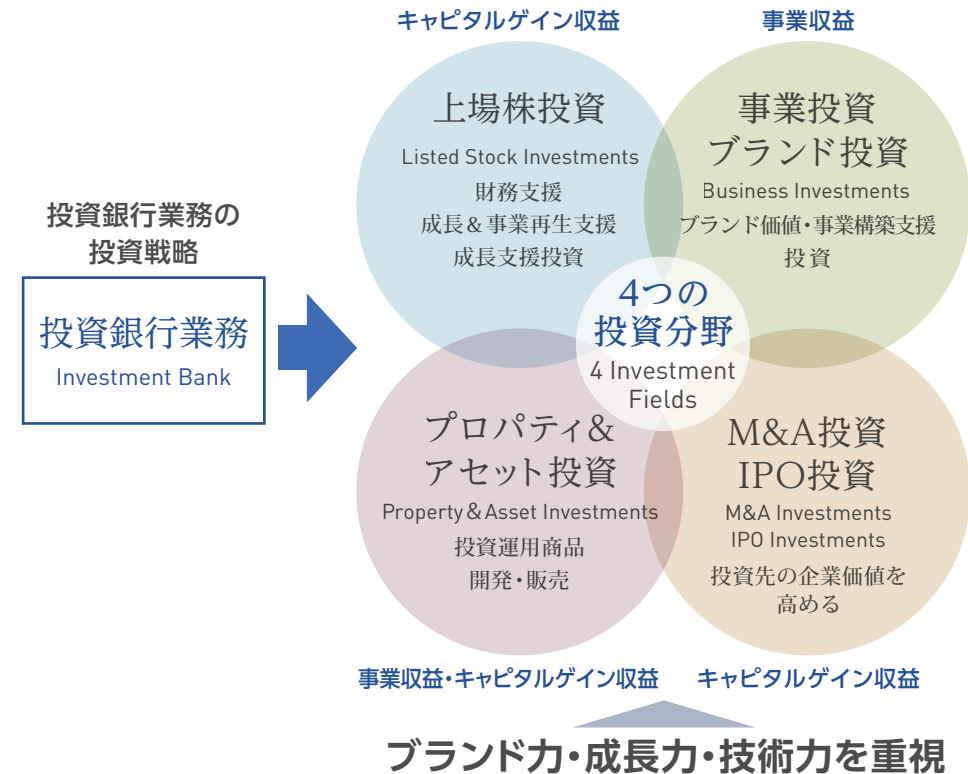 投資銀行業務の
投資戦略
投資銀行業務
Investment Bank
キャピタルゲイン収益
上場株投資
Listed Stock Investments
財務支援
成長&事業再生支援
成長支援投資
事業収益
事業投資
ブランド投資
Business Investments
ブランド価値・事業構築支援
投資
4つの
投資分野
4 Investment
Fields
プロパティ&
アセット投資
Property&Asset Investments
投資運用商品
開発・販売
事業収益・キャピタルゲイン収益
M&A投資
IPO投資
M&A Investments
IPO Investments
投資先の企業価値を
高める
キャピタルゲイン収益
ブランド力・成長力・技術力を重視